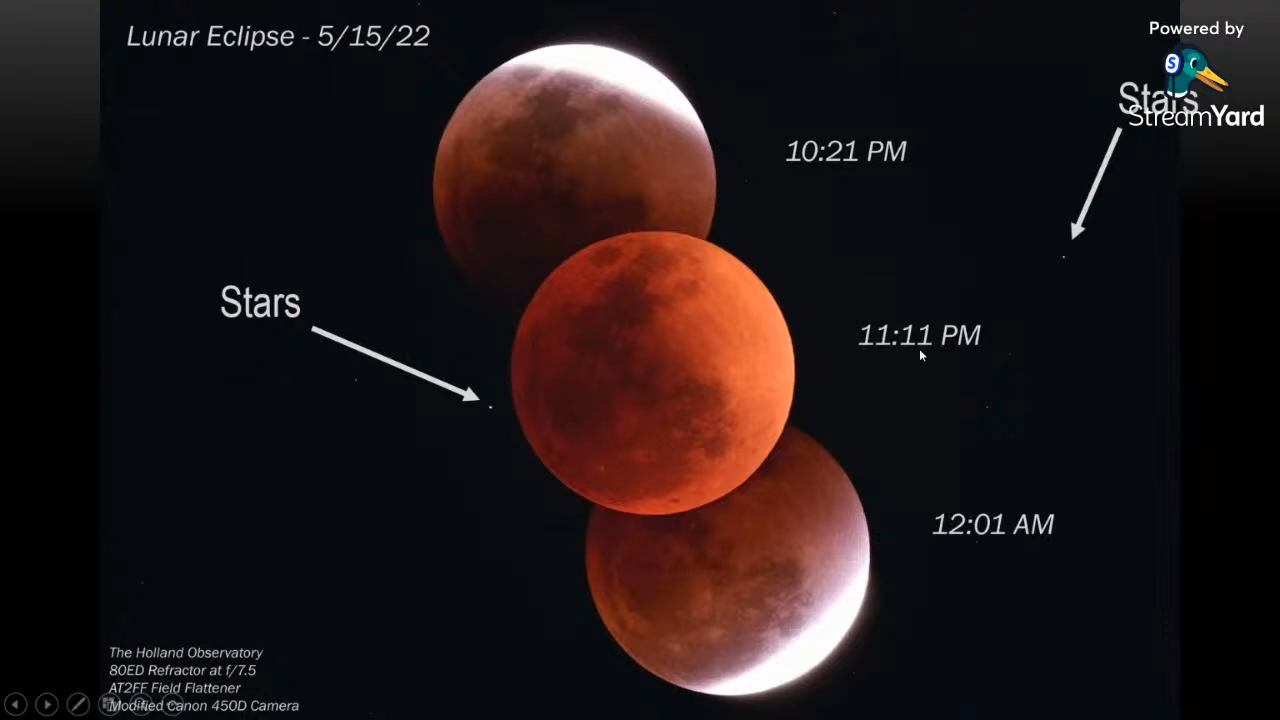 Lunar Eclipse - 5/15/22
Powered by
Stars
StreamYard
10:21 PM
Stars
11:11 PM
12:01 AM
The Holland Observatory
80ED Refractor at f/7.5
AT2FF Field Flattener
Modified Canon 450D Camera